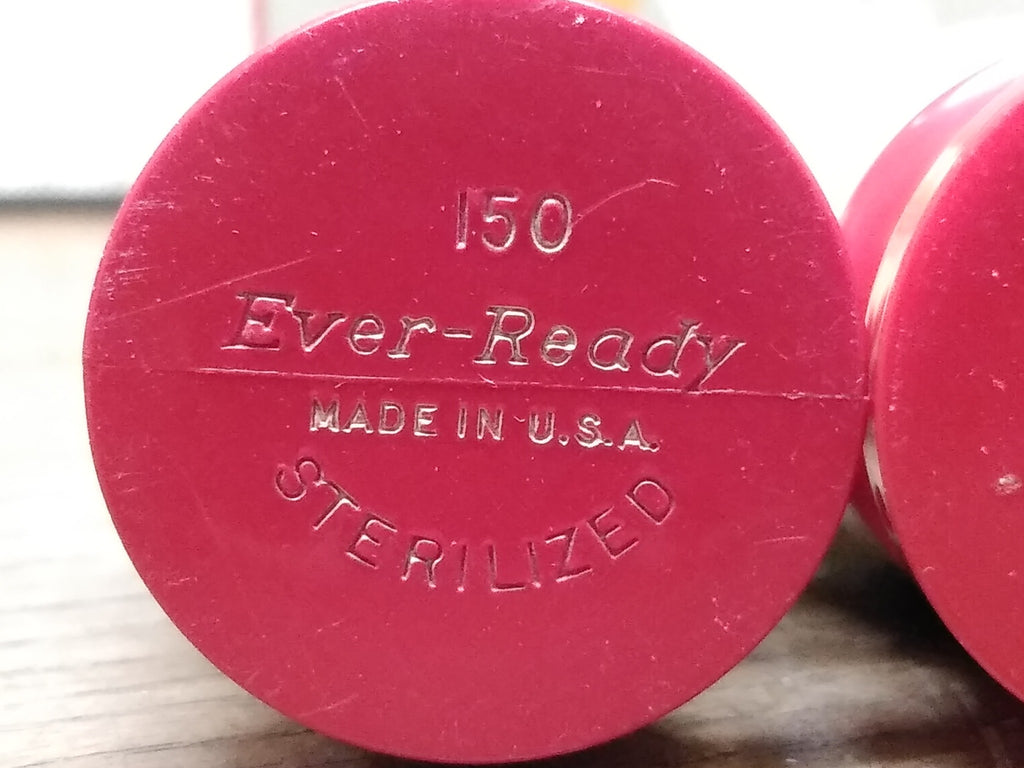 150
Ever-Ready
MADE IN U.S.A.
STERILIZED